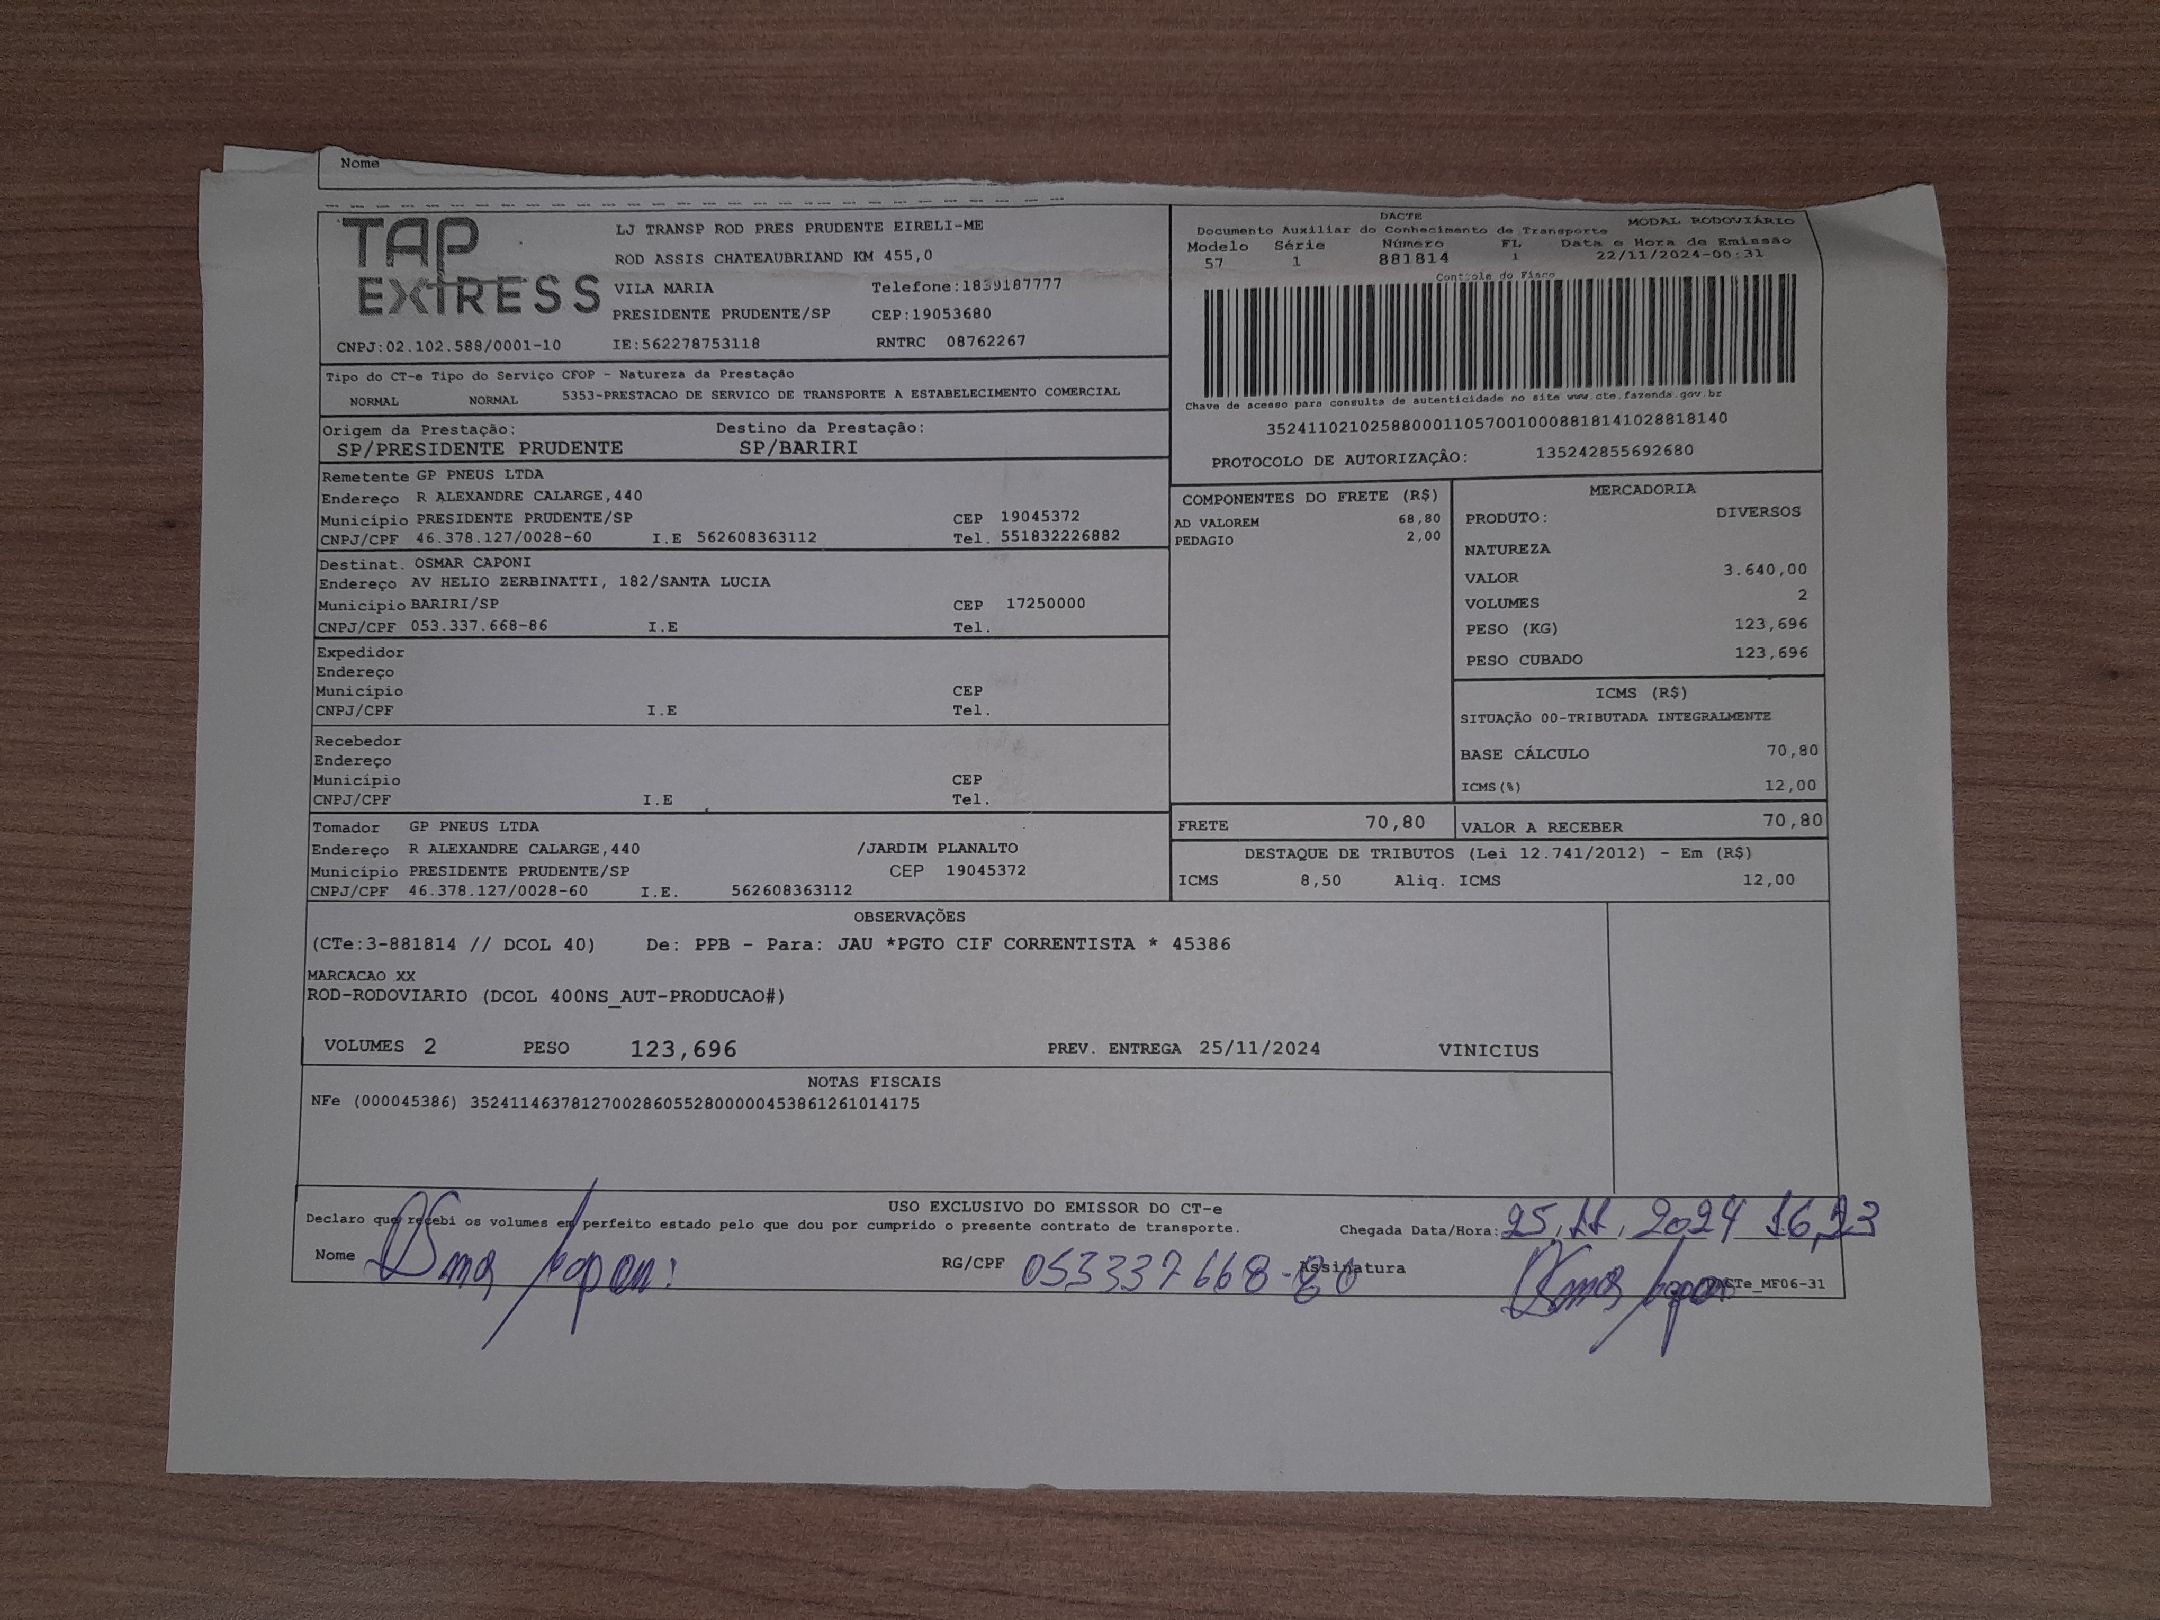 Nome
TAP EXPRESS
LJ TRANSP ROD PRES PRUDENTE EIRELI-ME
ROD ASSIS CHATEAUBRIAND KM 455,0
VILA MARIA Telefone:1839187777
PRESIDENTE PRUDENTE/SP CEP:19053680
CNPJ:02.102.588/0001-10 IE:562278753118 RNTRC 08762267
DACTE MODAL RODOVIÁRIO
Documento Auxiliar do Conhecimento de Transporte
Modelo Série Número FL Data e Hora de Emissão
57 1 881814 1 22/11/2024-00:31
Controle do Fisco
Chave de acesso para consulta de autenticidade no site www.cte.fazenda.gov.br
35241102102588000110570010008818141028818140
PROTOCOLO DE AUTORIZAÇÂO: 135242855692680
Tipo do CT-e Tipo do Serviço CFOP - Natureza da Prestação
NORMAL NORMAL 5353-PRESTACAO DE SERVICO DE TRANSPORTE A ESTABELECIMENTO COMERCIAL
Origem da Prestação: Destino da Prestação:
SP/PRESIDENTE PRUDENTE SP/BARIRI
Remetente GP PNEUS LTDA
Endereço R ALEXANDRE CALARGE,440
Município PRESIDENTE PRUDENTE/SP CEP 19045372
CNPJ/CPF 46.378.127/0028-60 I.E 562608363112 Tel. 551832226882
Destinat. OSMAR CAPONI
Endereço AV HELIO ZERBINATTI, 182/SANTA LUCIA
Município BARIRI/SP CEP 17250000
CNPJ/CPF 053.337.668-86 I.E Tel.
Expedidor
Endereço
Município CEP
CNPJ/CPF I.E Tel.
Recebedor
Endereço
Município CEP
CNPJ/CPF I.E Tel.
Tomador GP PNEUS LTDA
Endereço R ALEXANDRE CALARGE,440 /JARDIM PLANALTO
Município PRESIDENTE PRUDENTE/SP CEP 19045372
CNPJ/CPF 46.378.127/0028-60 I.E. 562608363112
COMPONENTES DO FRETE (R$)
AD VALOREM 68,80
PEDAGIO 2,00
MERCADORIA
PRODUTO: DIVERSOS
NATUREZA
VALOR 3.640,00
VOLUMES 2
PESO (KG) 123,696
PESO CUBADO 123,696
ICMS (R$)
SITUAÇÃO 00-TRIBUTADA INTEGRALMENTE
BASE CÁLCULO 70,80
ICMS(%) 12,00
FRETE 70,80 VALOR A RECEBER 70,80
DESTAQUE DE TRIBUTOS (Lei 12.741/2012) - Em (R$)
ICMS 8,50 Aliq. ICMS 12,00
OBSERVAÇÕES
(CTe:3-881814 // DCOL 40) De: PPB - Para: JAU *PGTO CIF CORRENTISTA * 45386
MARCACAO XX
ROD-RODOVIARIO (DCOL 400NS_AUT-PRODUCAO#)
VOLUMES 2 PESO 123,696 PREV. ENTREGA 25/11/2024 VINICIUS
NOTAS FISCAIS
NFe (000045386) 35241146378127002860552800000453861261014175
USO EXCLUSIVO DO EMISSOR DO CT-e
Declaro que recebi os volumes em perfeito estado pelo que dou por cumprido o presente contrato de transporte. Chegada Data/Hora: 25.11.2024 16,23
Nome Osmar Caponi RG/CPF 053337668-80 Assinatura Osmar Caponi DACTe_MF06-31